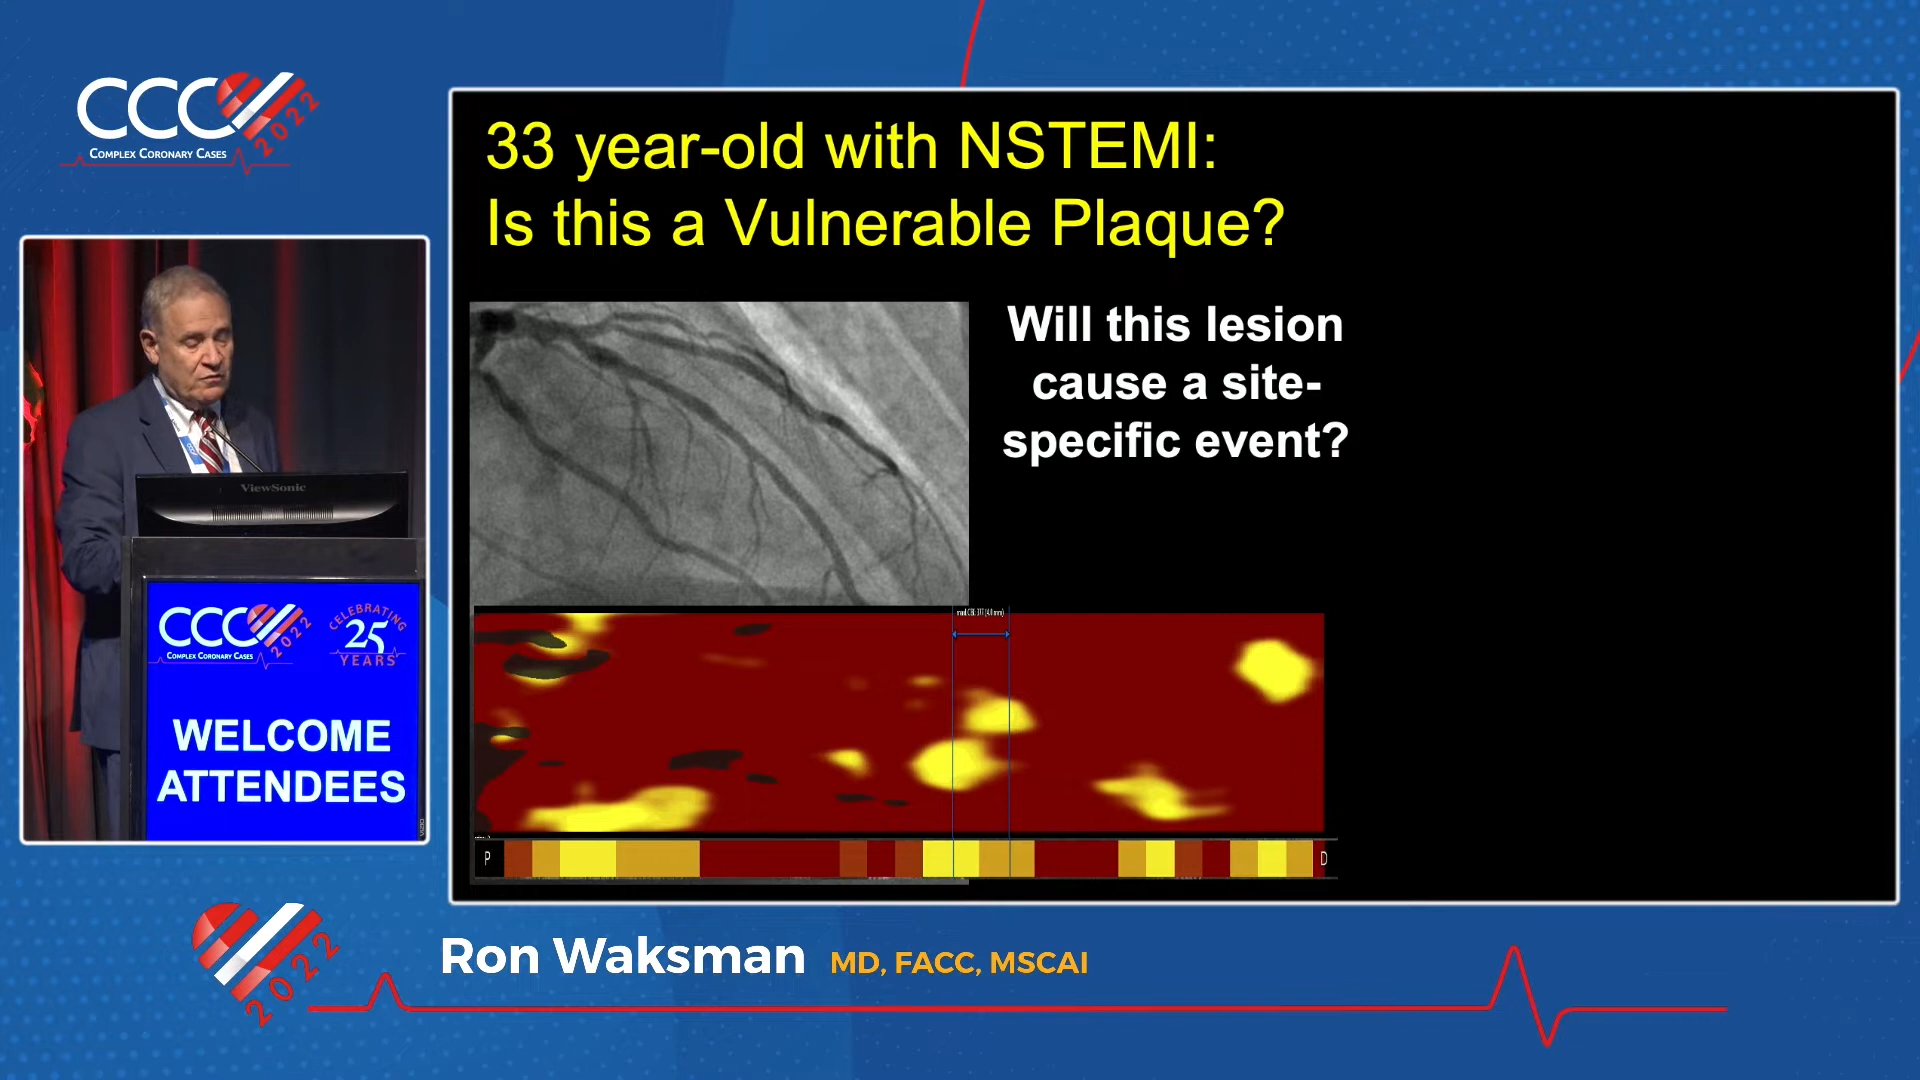 CCC
2022
COMPLEX CORONARY CASES
33 year-old with NSTEMI:
Is this a Vulnerable Plaque?
Will this lesion
cause a site-
specific event?
P
D
ViewSonic
CCC
2022
COMPLEX CORONARY CASES
CELEBRATING
25
YEARS
WELCOME
ATTENDEES
2022
Ron Waksman MD, FACC, MSCAI